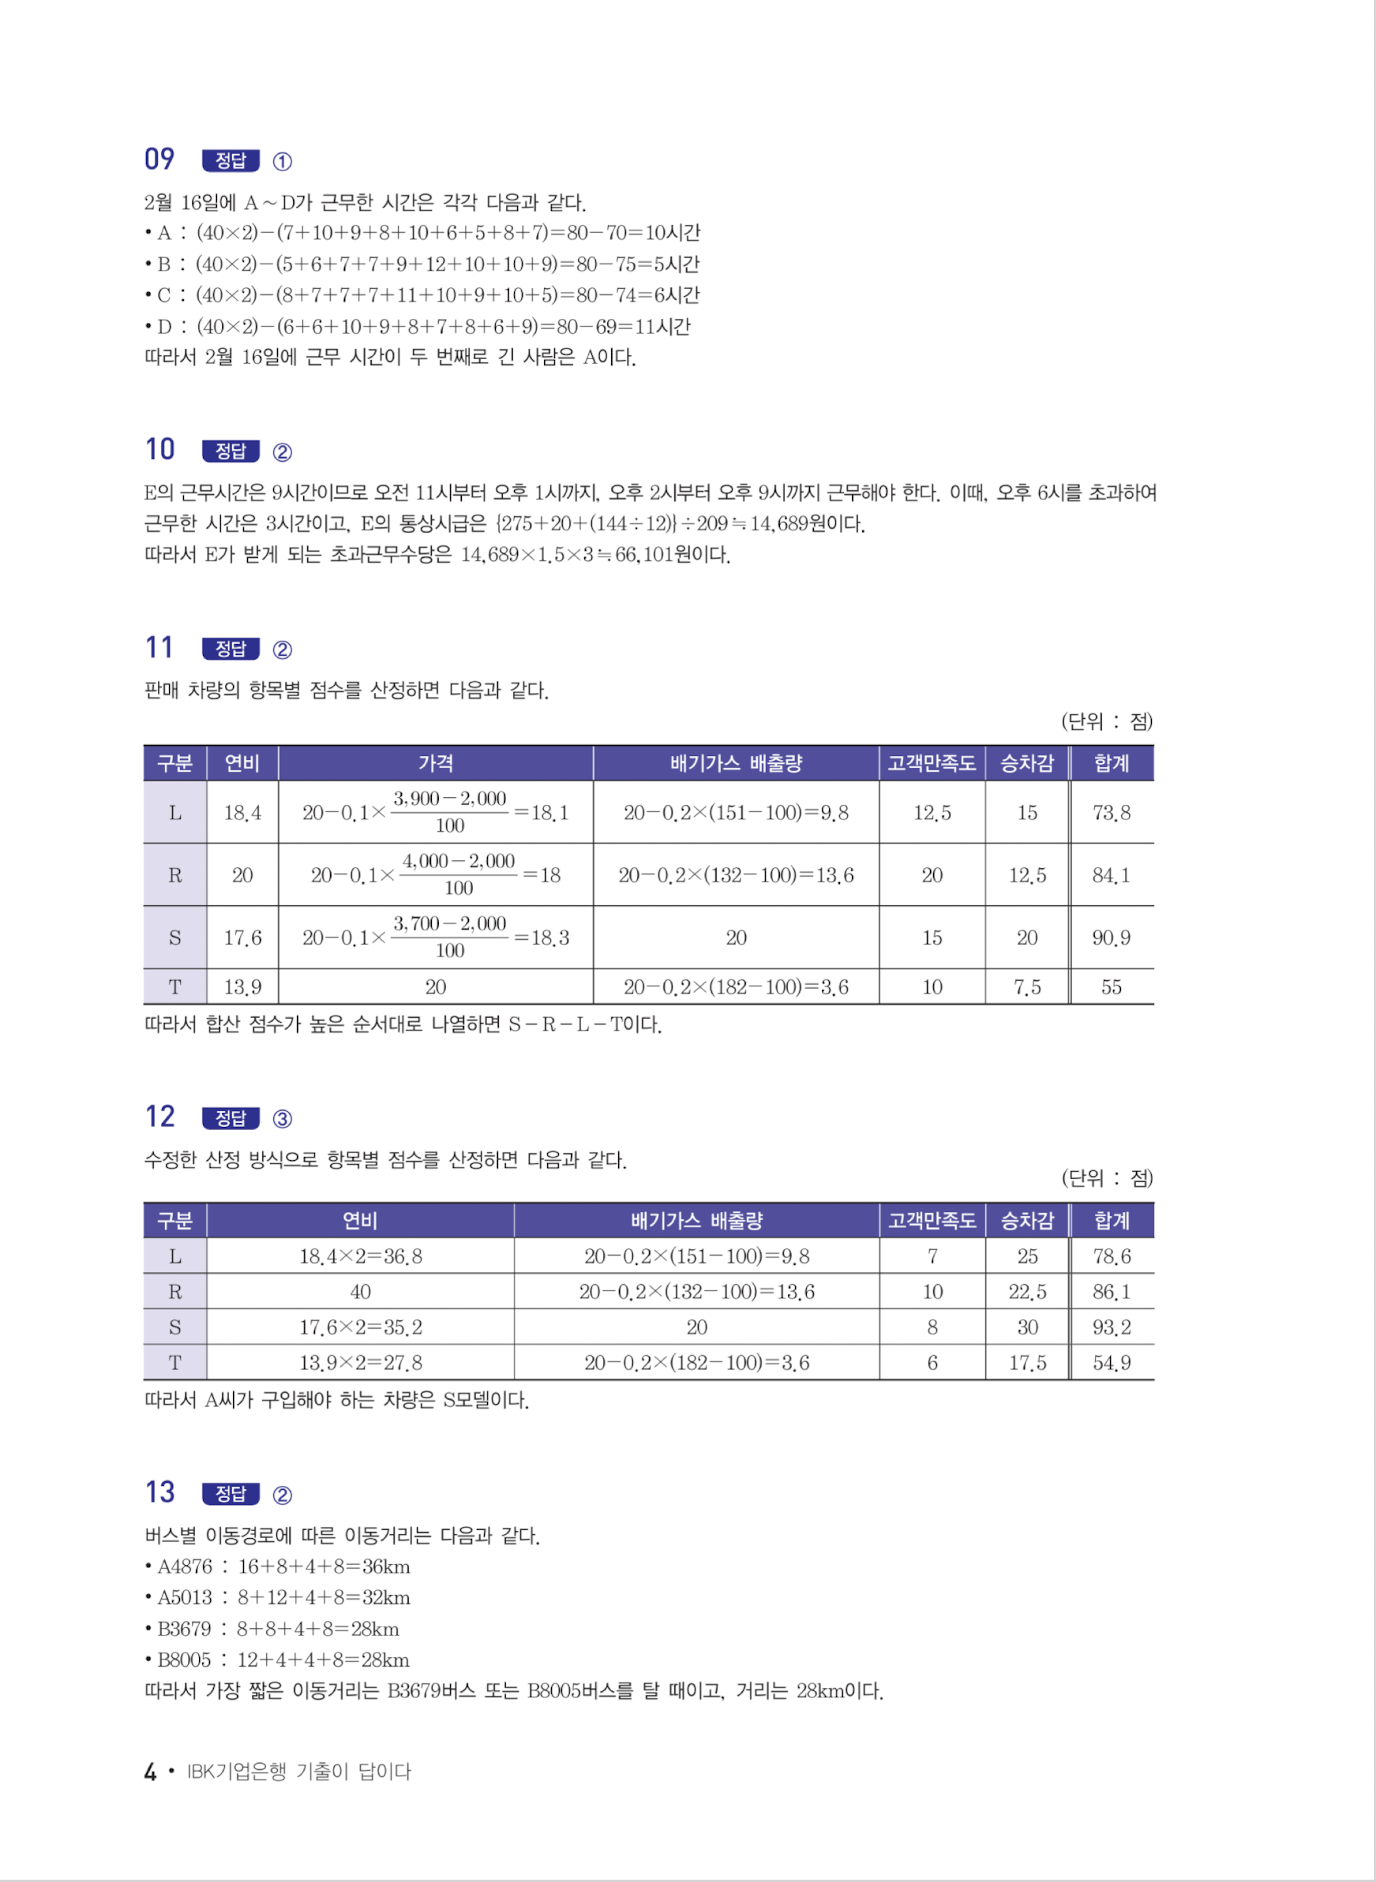 09 정답 ①
2월 16일에 A~D가 근무한 시간은 각각 다음과 같다.
• A : (40×2)−(7+10+9+8+10+6+5+8+7)=80−70=10시간
• B : (40×2)−(5+6+7+7+9+12+10+10+9)=80−75=5시간
• C : (40×2)−(8+7+7+7+11+10+9+10+5)=80−74=6시간
• D : (40×2)−(6+6+10+9+8+7+8+6+9)=80−69=11시간
따라서 2월 16일에 근무 시간이 두 번째로 긴 사람은 A이다.
10 정답 ②
E의 근무시간은 9시간이므로 오전 11시부터 오후 1시까지, 오후 2시부터 오후 9시까지 근무해야 한다. 이때, 오후 6시를 초과하여
근무한 시간은 3시간이고, E의 통상시급은 {275+20+(144÷12)}÷209≒14,689원이다.
따라서 E가 받게 되는 초과근무수당은 14,689×1.5×3≒66,101원이다.
11 정답 ②
판매 차량의 항목별 점수를 산정하면 다음과 같다.
(단위 : 점)
구분 연비 가격 배기가스 배출량 고객만족도 승차감 합계
L 18.4 20−0.1×(3,900−2,000)/100=18.1 20−0.2×(151−100)=9.8 12.5 15 73.8
R 20 20−0.1×(4,000−2,000)/100=18 20−0.2×(132−100)=13.6 20 12.5 84.1
S 17.6 20−0.1×(3,700−2,000)/100=18.3 20 15 20 90.9
T 13.9 20 20−0.2×(182−100)=3.6 10 7.5 55
따라서 합산 점수가 높은 순서대로 나열하면 S−R−L−T이다.
12 정답 ③
수정한 산정 방식으로 항목별 점수를 산정하면 다음과 같다.
(단위 : 점)
구분 연비 배기가스 배출량 고객만족도 승차감 합계
L 18.4×2=36.8 20−0.2×(151−100)=9.8 7 25 78.6
R 40 20−0.2×(132−100)=13.6 10 22.5 86.1
S 17.6×2=35.2 20 8 30 93.2
T 13.9×2=27.8 20−0.2×(182−100)=3.6 6 17.5 54.9
따라서 A씨가 구입해야 하는 차량은 S모델이다.
13 정답 ②
버스별 이동경로에 따른 이동거리는 다음과 같다.
• A4876 : 16+8+4+8=36km
• A5013 : 8+12+4+8=32km
• B3679 : 8+8+4+8=28km
• B8005 : 12+4+4+8=28km
따라서 가장 짧은 이동거리는 B3679버스 또는 B8005버스를 탈 때이고, 거리는 28km이다.
4 • IBK기업은행 기출이 답이다